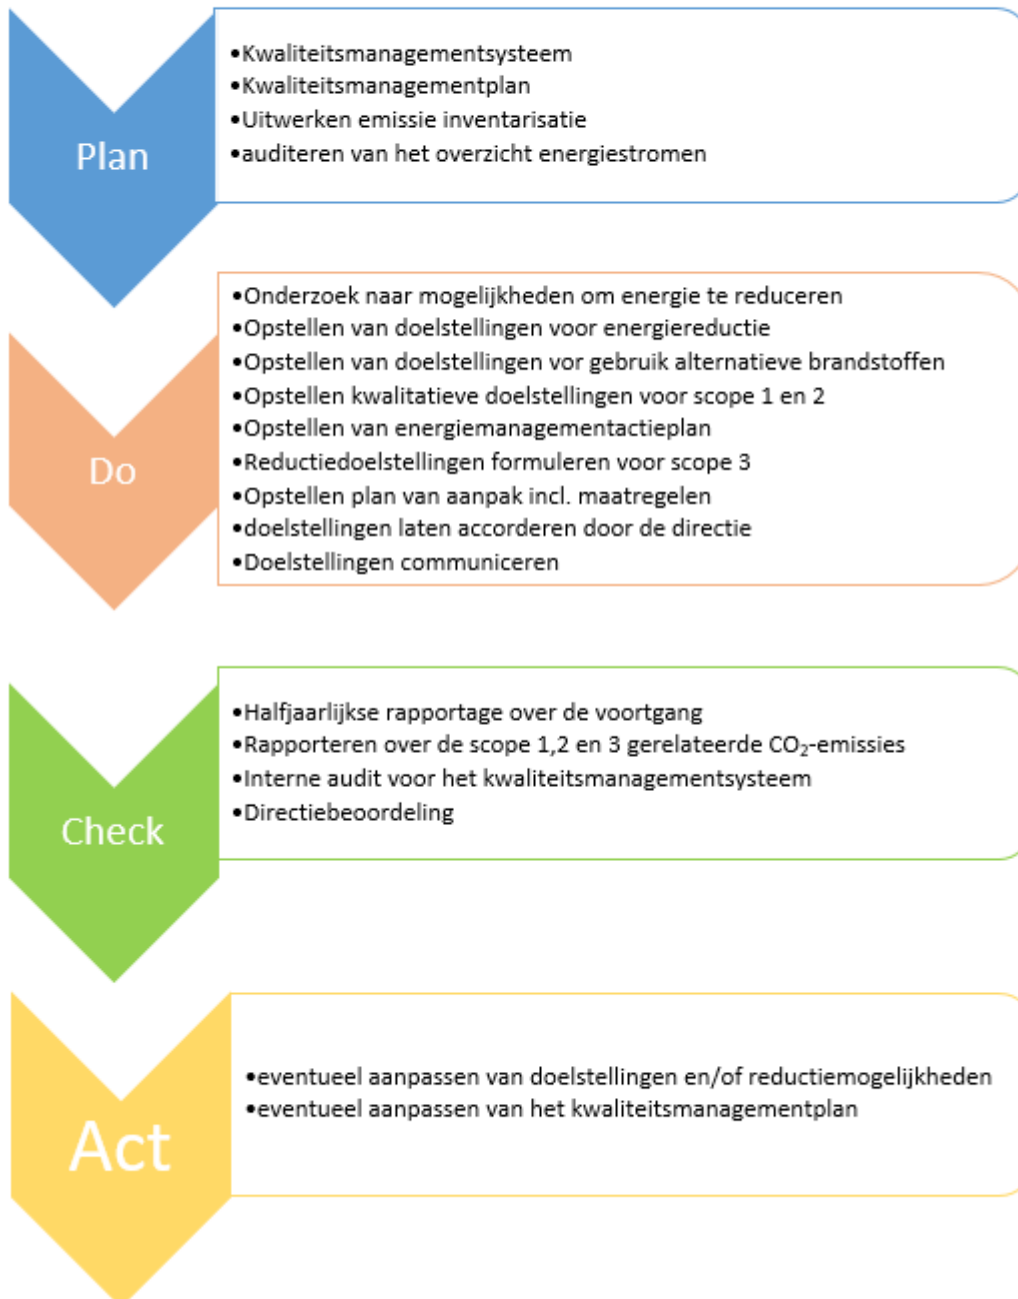 Plan
•Kwaliteitsmanagementsysteem
•Kwaliteitsmanagementplan
•Uitwerken emissie inventarisatie
•auditeren van het overzicht energiestromen
Do
•Onderzoek naar mogelijkheden om energie te reduceren
•Opstellen van doelstellingen voor energiereductie
•Opstellen van doelstellingen vor gebruik alternatieve brandstoffen
•Opstellen kwalitatieve doelstellingen voor scope 1 en 2
•Opstellen van energiemanagementactieplan
•Reductiedoelstellingen formuleren voor scope 3
•Opstellen plan van aanpak incl. maatregelen
•doelstellingen laten accorderen door de directie
•Doelstellingen communiceren
Check
•Halfjaarlijkse rapportage over de voortgang
•Rapporteren over de scope 1,2 en 3 gerelateerde CO₂-emissies
•Interne audit voor het kwaliteitsmanagementsysteem
•Directiebeoordeling
Act
•eventueel aanpassen van doelstellingen en/of reductiemogelijkheden
•eventueel aanpassen van het kwaliteitsmanagementplan